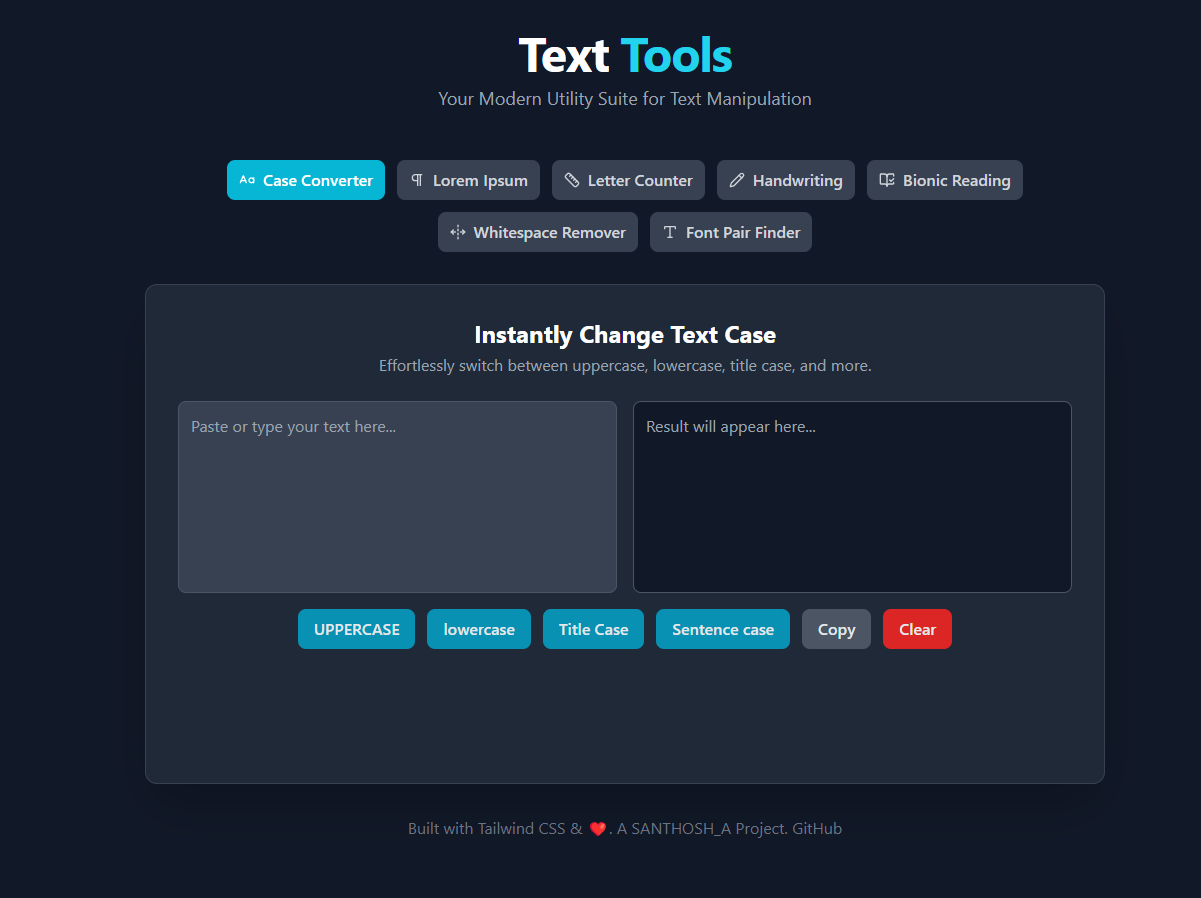 Text Tools
Your Modern Utility Suite for Text Manipulation
Aa Case Converter
Lorem Ipsum
Letter Counter
Handwriting
Bionic Reading
Whitespace Remover
Font Pair Finder
Instantly Change Text Case
Effortlessly switch between uppercase, lowercase, title case, and more.
Paste or type your text here...
Result will appear here...
UPPERCASE
lowercase
Title Case
Sentence case
Copy
Clear
Built with Tailwind CSS & ❤️. A SANTHOSH_A Project. GitHub